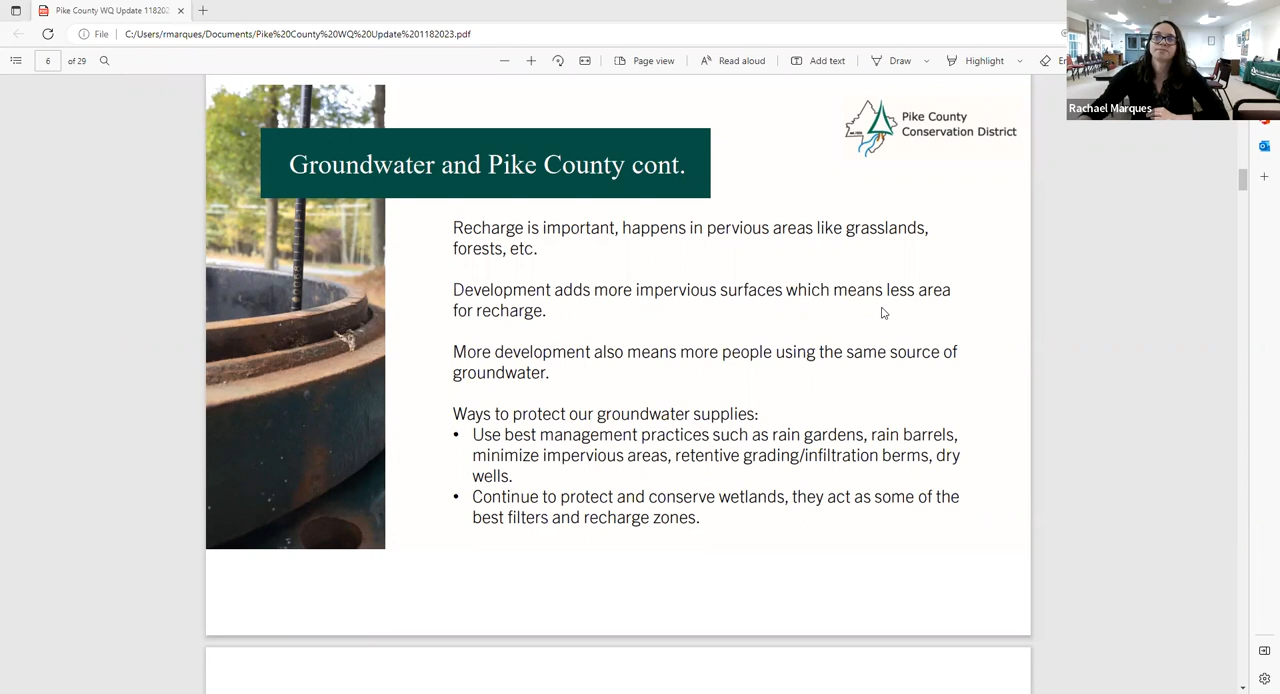 Pike County WQ Update 118202
File
C:/Users/rmarques/Documents/Pike%20County%20WQ%20Update%201182023.pdf
6
of 29
Page view
Read aloud
Add text
Draw
Highlight
Rachael Marques
Groundwater and Pike County cont.
Pike County
Conservation District
Recharge is important, happens in pervious areas like grasslands,
forests, etc.
Development adds more impervious surfaces which means less area
for recharge.
More development also means more people using the same source of
groundwater.
Ways to protect our groundwater supplies:
• Use best management practices such as rain gardens, rain barrels,
minimize impervious areas, retentive grading/infiltration berms, dry
wells.
• Continue to protect and conserve wetlands, they act as some of the
best filters and recharge zones.